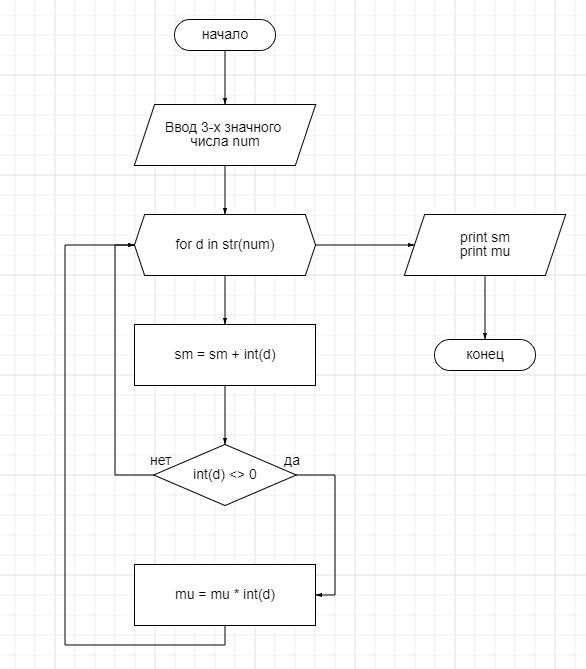 начало
Ввод 3-х значного
числа num
for d in str(num)
print sm
print mu
sm = sm + int(d)
конец
нет
да
int(d) <> 0
mu = mu * int(d)